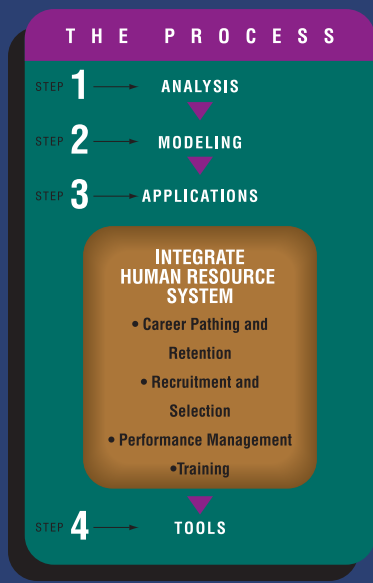 THE PROCESS
STEP 1 ANALYSIS
STEP 2 MODELING
STEP 3 APPLICATIONS
INTEGRATE
HUMAN RESOURCE
SYSTEM
• Career Pathing and
Retention
• Recruitment and
Selection
• Performance Management
•Training
STEP 4 TOOLS